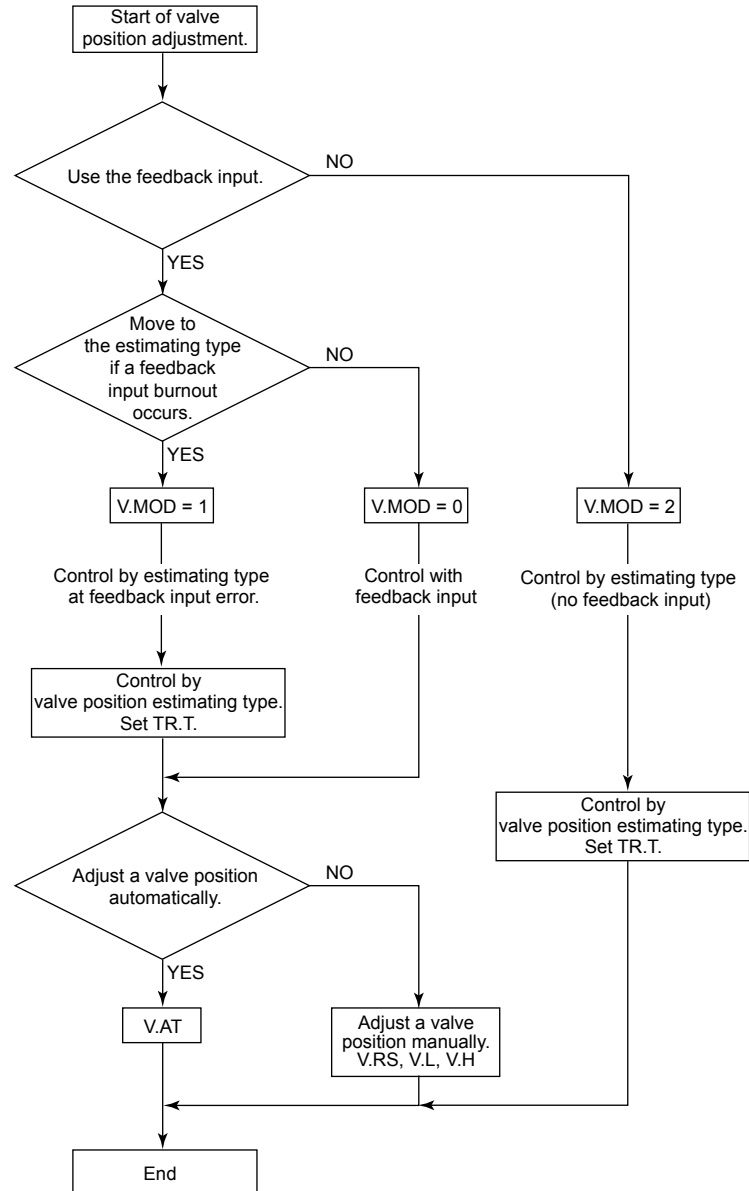 Start of valve
position adjustment.
Use the feedback input.
NO
YES
Move to
the estimating type
if a feedback
input burnout
occurs.
NO
YES
V.MOD = 1
V.MOD = 0
V.MOD = 2
Control by estimating type
at feedback input error.
Control with
feedback input
Control by estimating type
(no feedback input)
Control by
valve position estimating type.
Set TR.T.
Control by
valve position estimating type.
Set TR.T.
Adjust a valve position
automatically.
NO
YES
V.AT
Adjust a valve
position manually.
V.RS, V.L, V.H
End